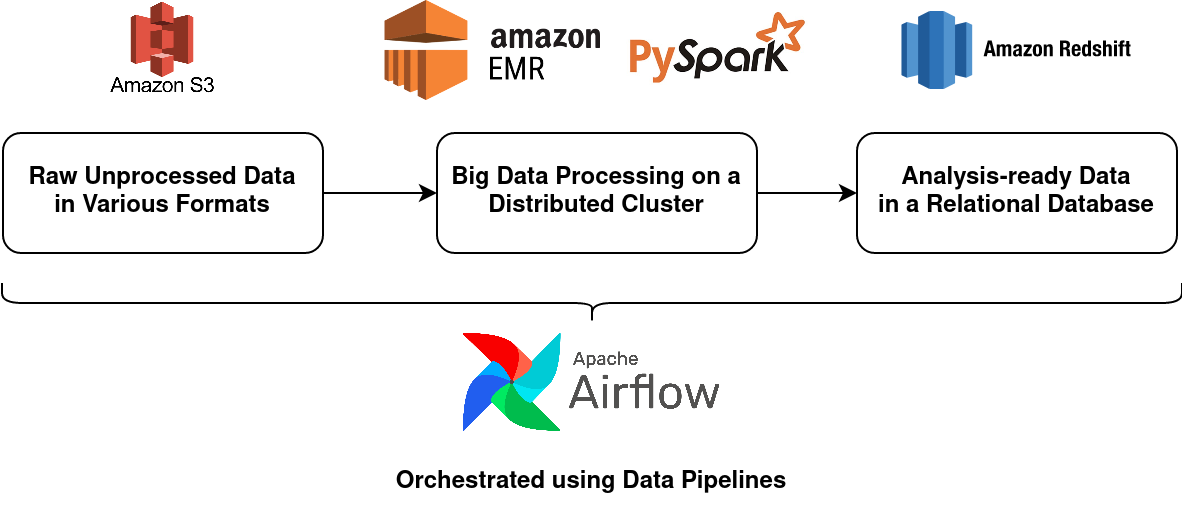 Amazon S3
amazon
EMR
PySpark
Amazon Redshift
Raw Unprocessed Data
in Various Formats
Big Data Processing on a
Distributed Cluster
Analysis-ready Data
in a Relational Database
Apache
Airflow
Orchestrated using Data Pipelines